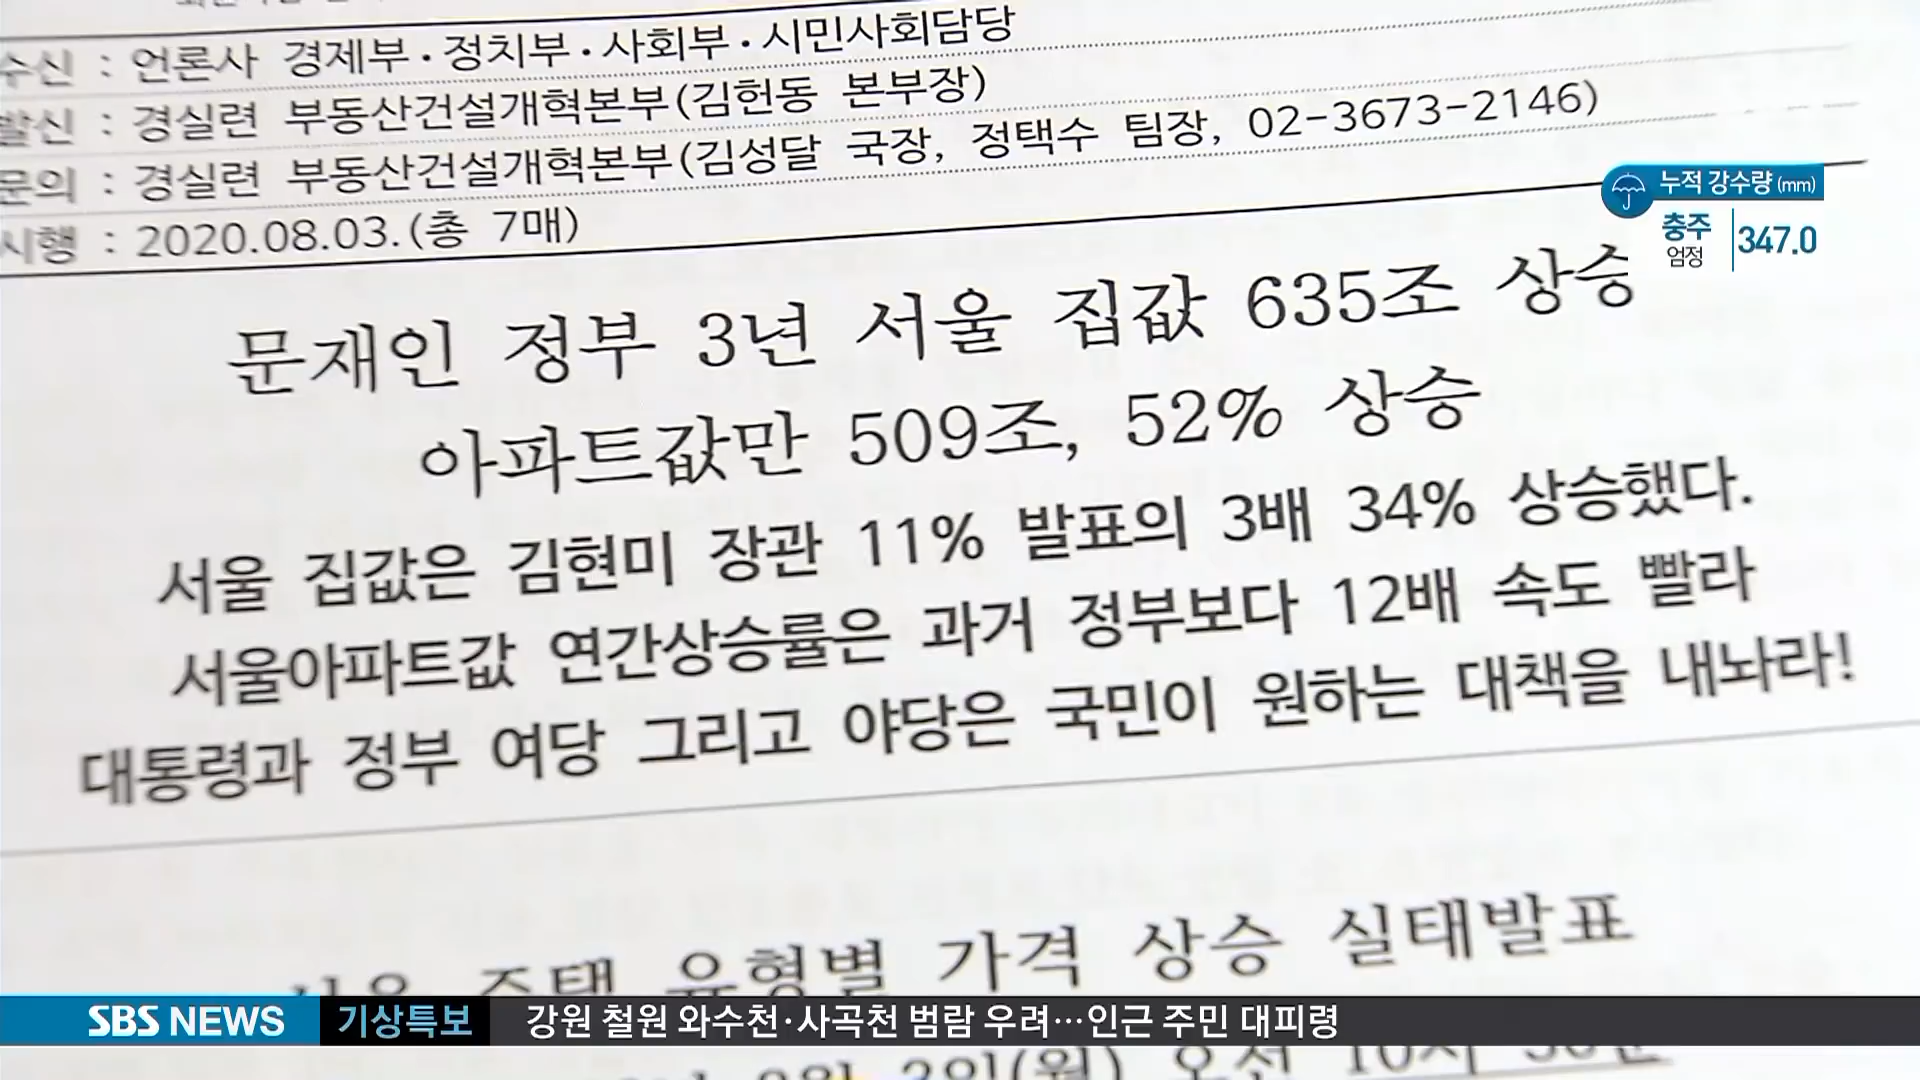 수신 : 언론사 경제부·정치부·사회부·시민사회담당
발신 : 경실련 부동산건설개혁본부(김헌동 본부장)
문의 : 경실련 부동산건설개혁본부(김성달 국장, 정택수 팀장, 02-3673-2146)
시행 : 2020.08.03.(총 7매)
누적 강수량 (mm)
충주
엄정
347.0
문재인 정부 3년 서울 집값 635조 상승
아파트값만 509조, 52% 상승
서울 집값은 김현미 장관 11% 발표의 3배 34% 상승했다.
서울아파트값 연간상승률은 과거 정부보다 12배 속도 빨라
대통령과 정부 여당 그리고 야당은 국민이 원하는 대책을 내놔라!
주택 유형별 가격 상승 실태발표
SBS NEWS
기상특보
강원 철원 와수천·사곡천 범람 우려…인근 주민 대피령